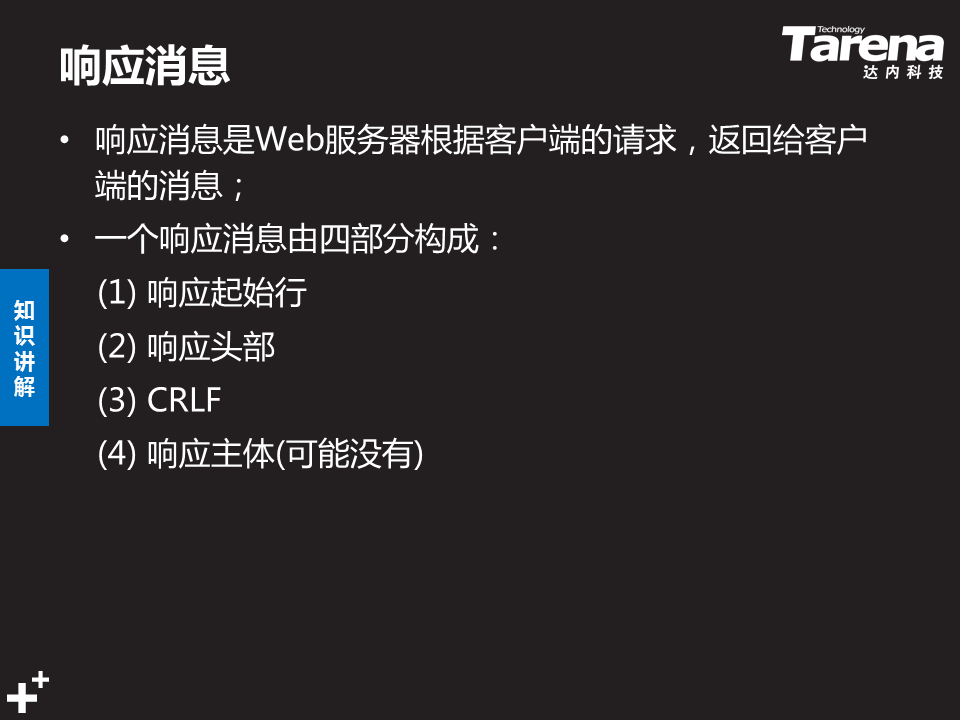 响应消息
Technology
Tarena
达内科技
• 响应消息是Web服务器根据客户端的请求，返回给客户
端的消息；
• 一个响应消息由四部分构成：
(1) 响应起始行
(2) 响应头部
(3) CRLF
(4) 响应主体(可能没有)
知
识
讲
解